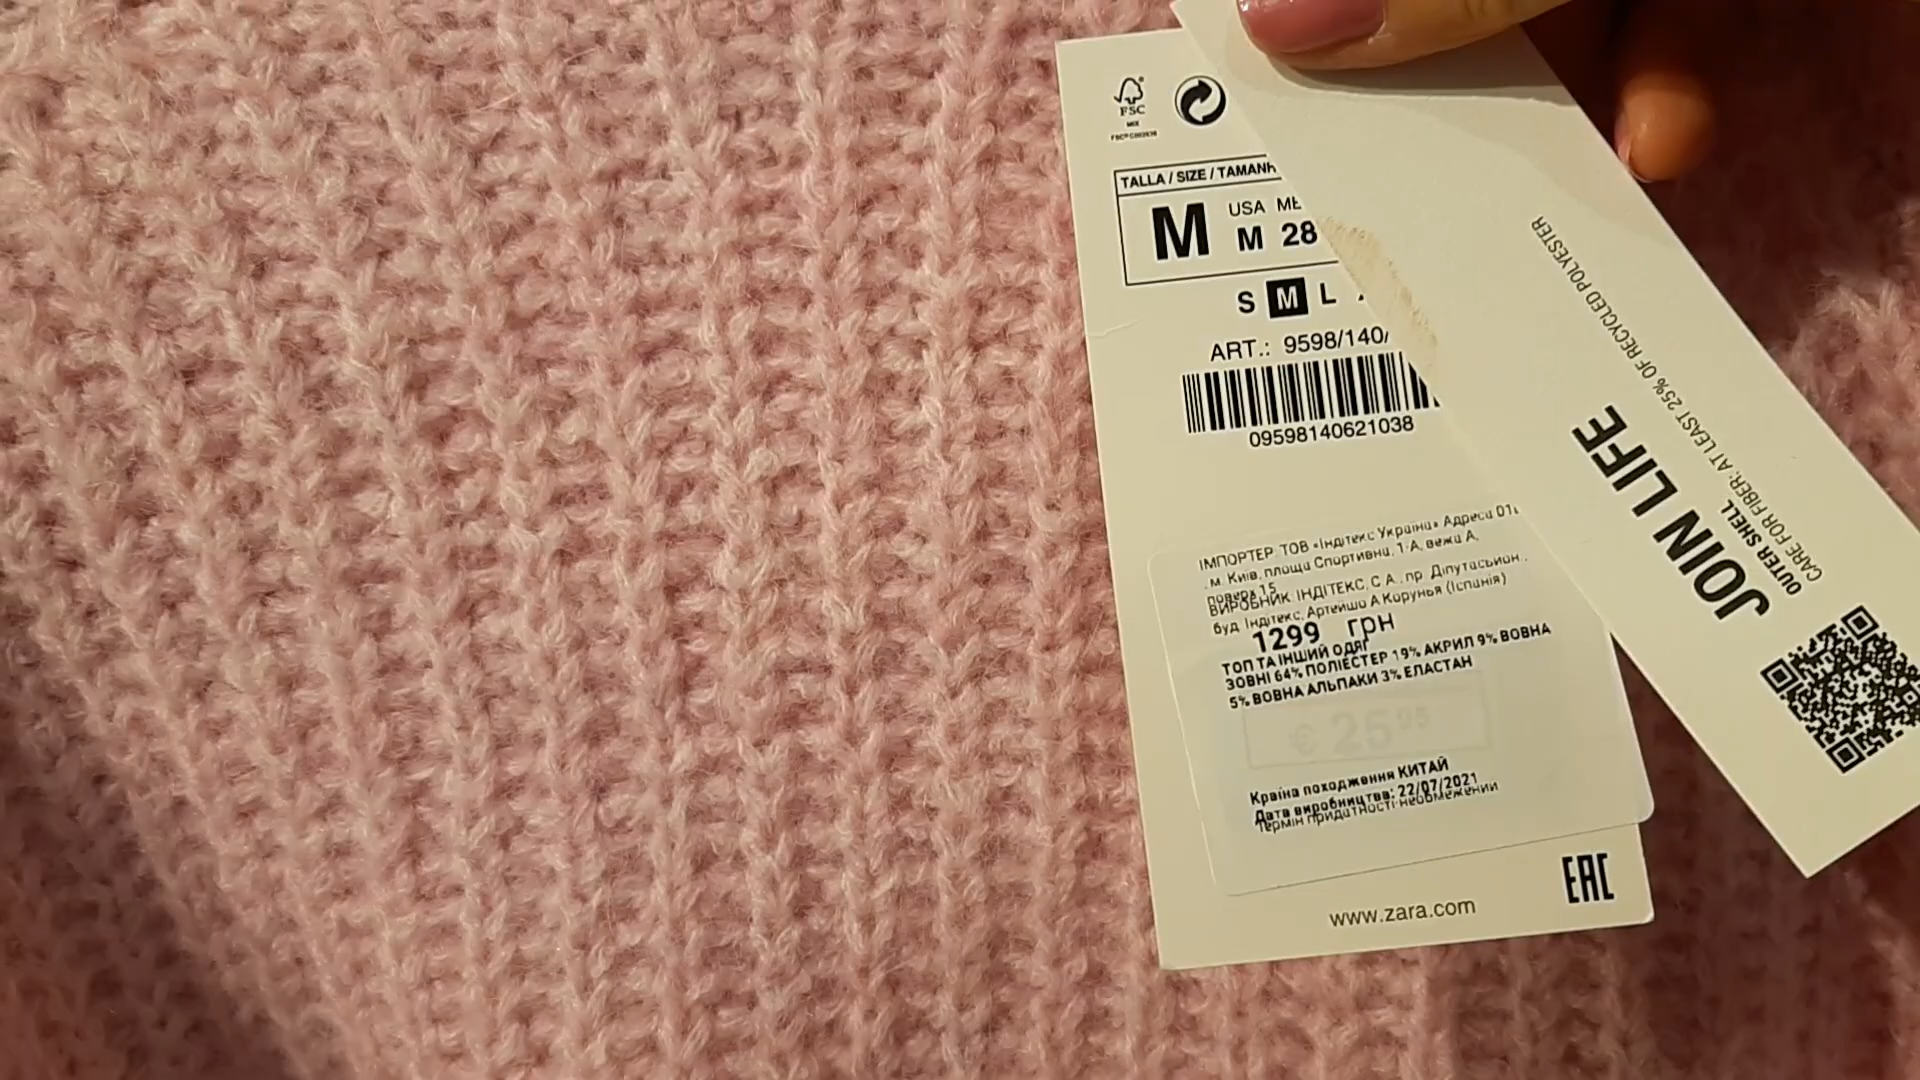 FSC
MIX
TALLA / SIZE / TAMANH
USA
M M 28
S M L
ART.: 9598/140/
09598140621038
ІМПОРТЕР: ТОВ «Індітекс Україна» Адреса 01
м. Київ, площа Спортивна, 1-А, вежа А,
поверх 15
ВИРОБНИК: ІНДІТЕКС, С.А., пр. Діпутасьйон,
буд. Індітекс, Артейшо А Корунья (Іспанія)
1299 грн
ТОП ТА ІНШИЙ ОДЯГ
ЗОВНІ 64% ПОЛІЕСТЕР 19% АКРИЛ 9% ВОВНА
5% ВОВНА АЛЬПАКИ 3% ЕЛАСТАН
€ 25 95
Країна походження КИТАЙ
Дата виробництва: 22/07/2021
Термін придатності необмежений
EAC
www.zara.com
JOIN LIFE
OUTER SHELL
CARE FOR FIBER: AT LEAST 25% OF RECYCLED POLYESTER